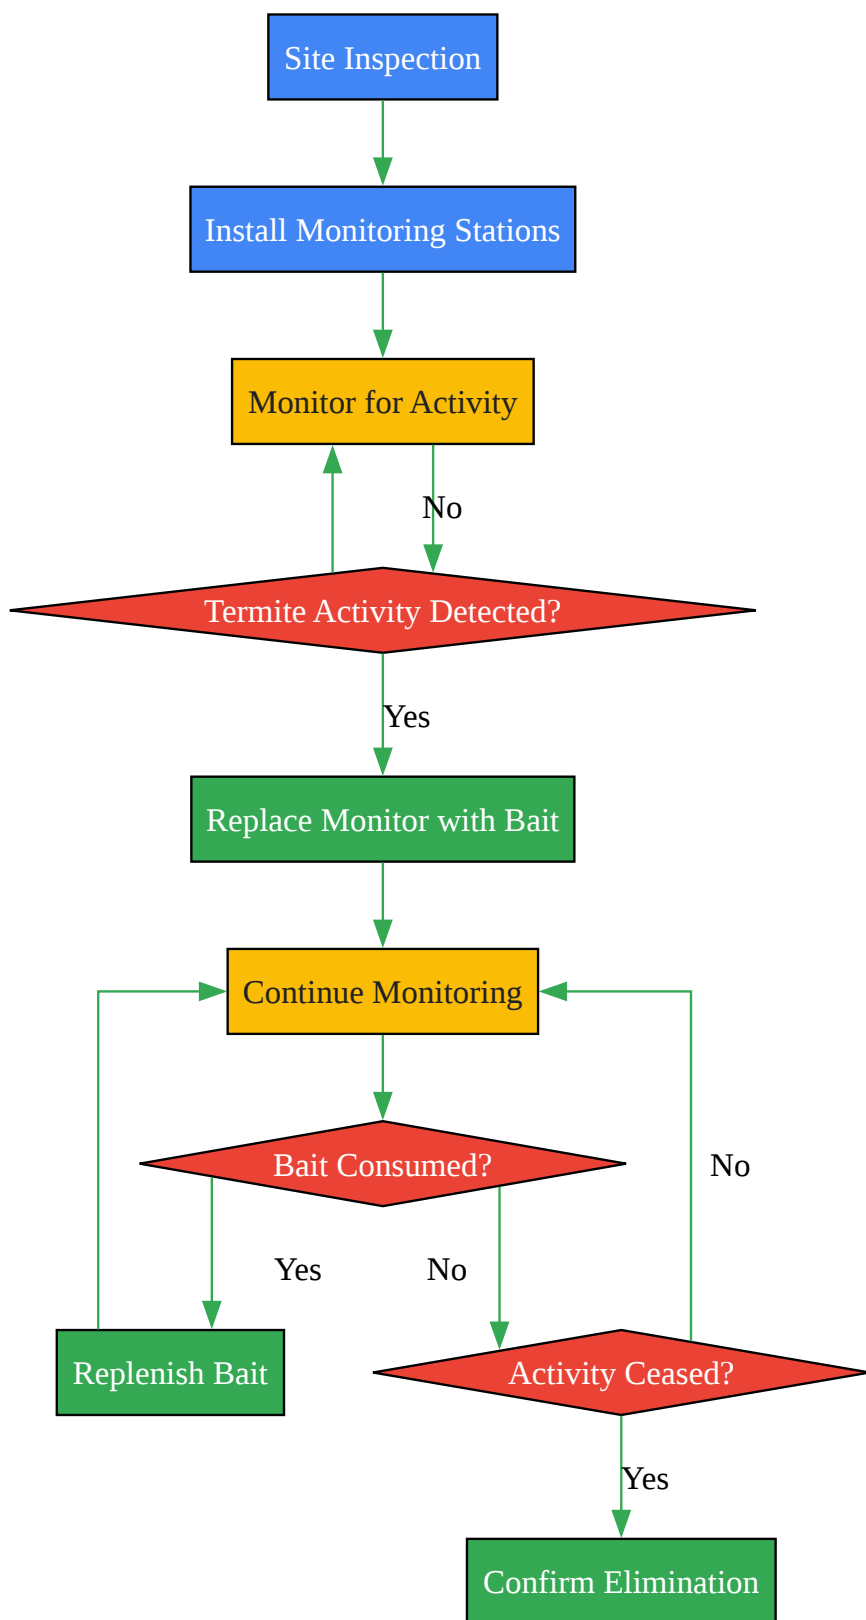 Site Inspection
Install Monitoring Stations
Monitor for Activity
No
Termite Activity Detected?
Yes
Replace Monitor with Bait
Continue Monitoring
Bait Consumed?
No
Yes
No
Replenish Bait
Activity Ceased?
Yes
Confirm Elimination